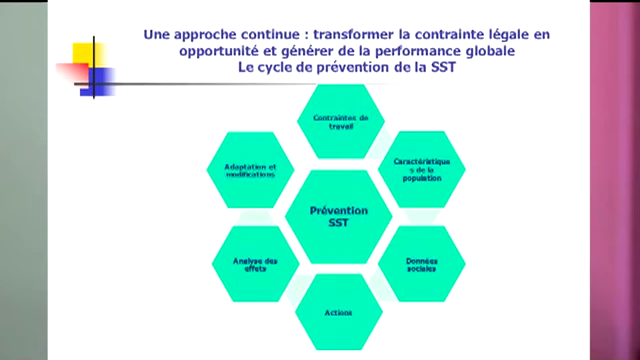 Une approche continue : transformer la contrainte légale en
opportunité et générer de la performance globale
Le cycle de prévention de la SST
Contraintes de
travail
Caractéristique
s de la
population
Données
sociales
Actions
Analyse des
effets
Adaptation et
modifications
Prévention
SST